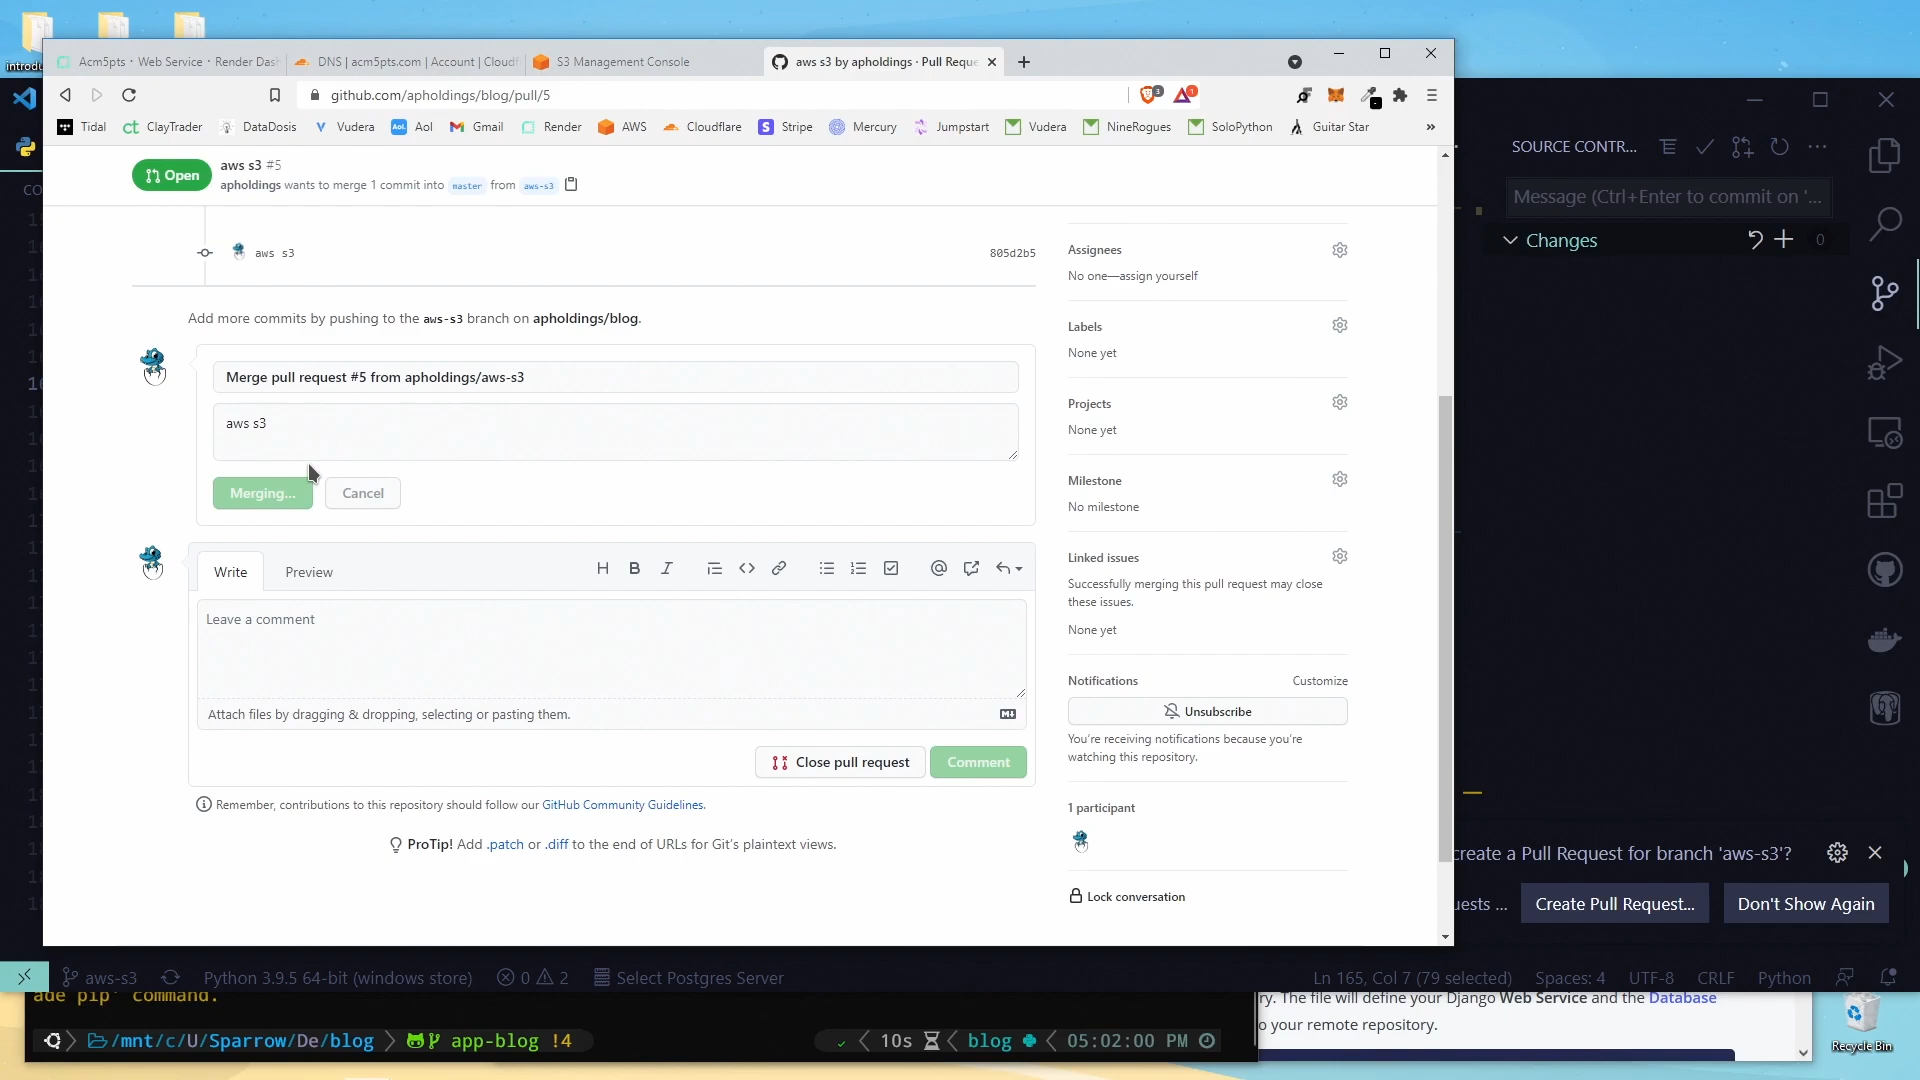 introdu
Acm5pts · Web Service · Render Das
DNS | acm5pts.com | Account | Cloudf
S3 Management Console
aws s3 by apholdings · Pull Reque
github.com/apholdings/blog/pull/5
3
1
Tidal
ClayTrader
DataDosis
Vudera
Aol
Gmail
Render
AWS
Cloudflare
Stripe
Mercury
Jumpstart
Vudera
NineRogues
SoloPython
Guitar Star
»
Open
aws s3 #5
apholdings wants to merge 1 commit into master from aws-s3
aws s3
805d2b5
Add more commits by pushing to the aws-s3 branch on apholdings/blog.
Merge pull request #5 from apholdings/aws-s3
aws s3
Merging...
Cancel
Write
Preview
Leave a comment
Attach files by dragging & dropping, selecting or pasting them.
Close pull request
Comment
Remember, contributions to this repository should follow our GitHub Community Guidelines.
ProTip! Add .patch or .diff to the end of URLs for Git's plaintext views.
Assignees
No one—assign yourself
Labels
None yet
Projects
None yet
Milestone
No milestone
Linked issues
Successfully merging this pull request may close
these issues.
None yet
Notifications
Customize
Unsubscribe
You're receiving notifications because you're
watching this repository.
1 participant
Lock conversation
SOURCE CONTR...
Message (Ctrl+Enter to commit on '...
Changes
0
create a Pull Request for branch 'aws-s3'?
uests ...
Create Pull Request...
Don't Show Again
aws-s3
Python 3.9.5 64-bit (windows store)
0
2
Select Postgres Server
Ln 165, Col 7 (79 selected)
Spaces: 4
UTF-8
CRLF
Python
ade pip' command.
/mnt/c/U/Sparrow/De/blog
app-blog !4
10s
blog
05:02:00 PM
ry. The file will define your Django Web Service and the Database
o your remote repository.
Recycle Bin